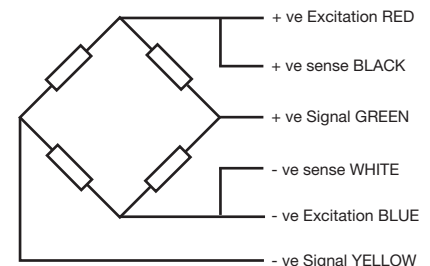 + ve Excitation RED
+ ve sense BLACK
+ ve Signal GREEN
- ve sense WHITE
- ve Excitation BLUE
- ve Signal YELLOW